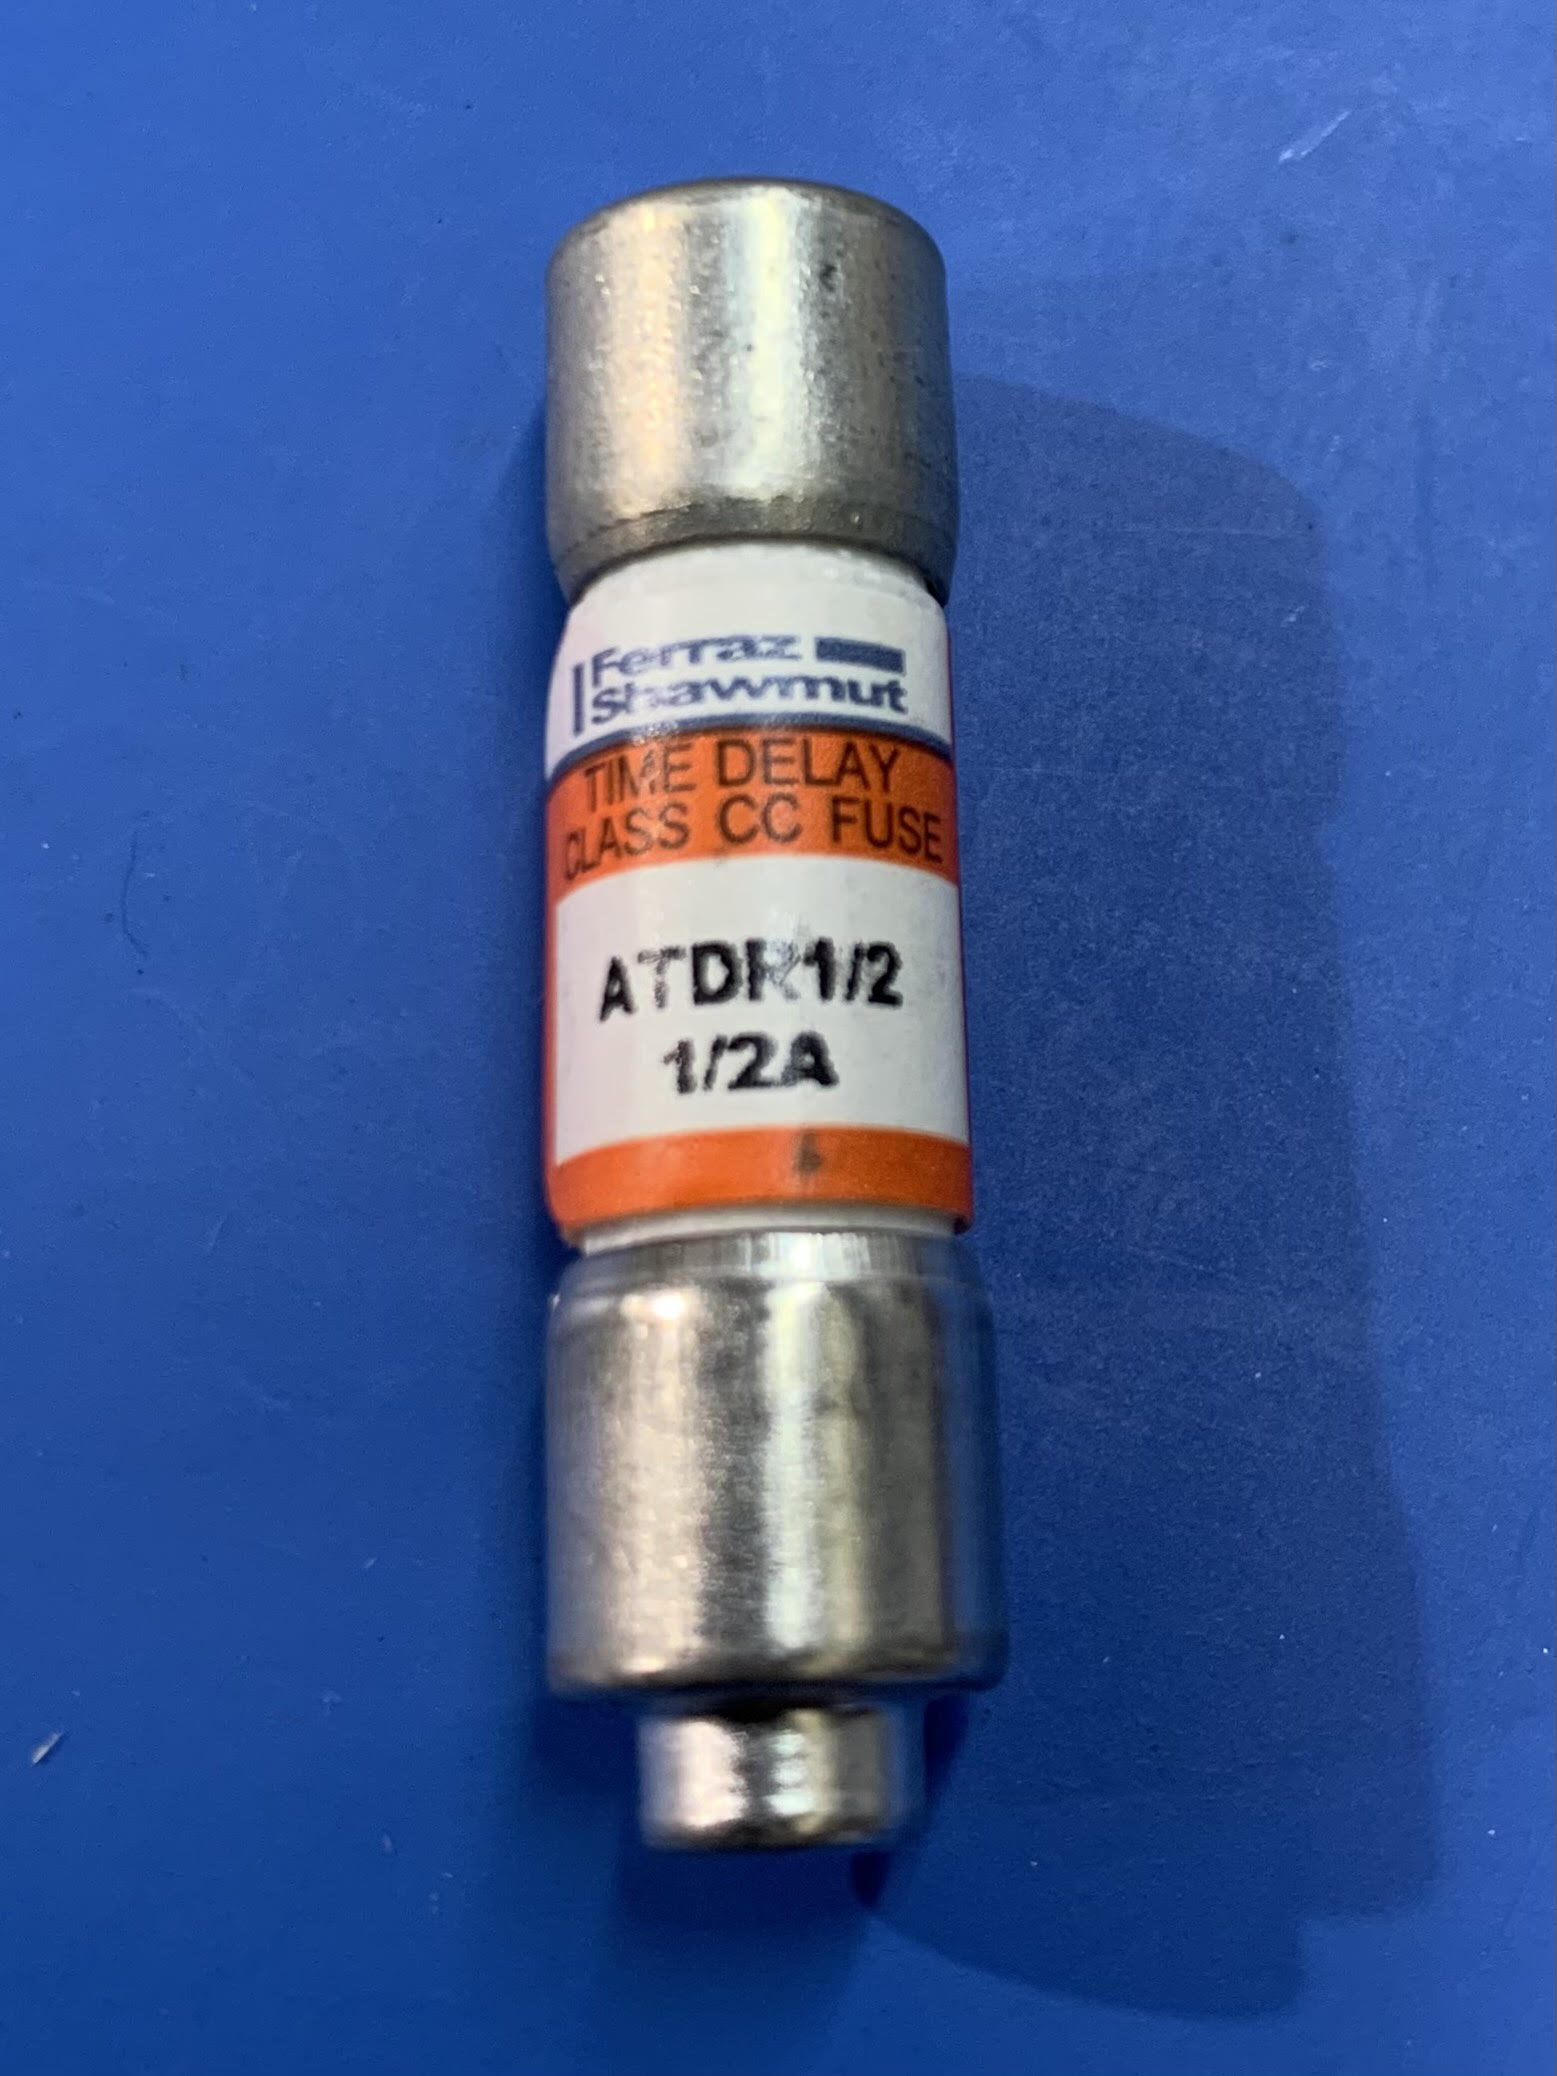 Ferraz
Shawmut
TIME DELAY
CLASS CC FUSE
ATDR1/2
1/2A